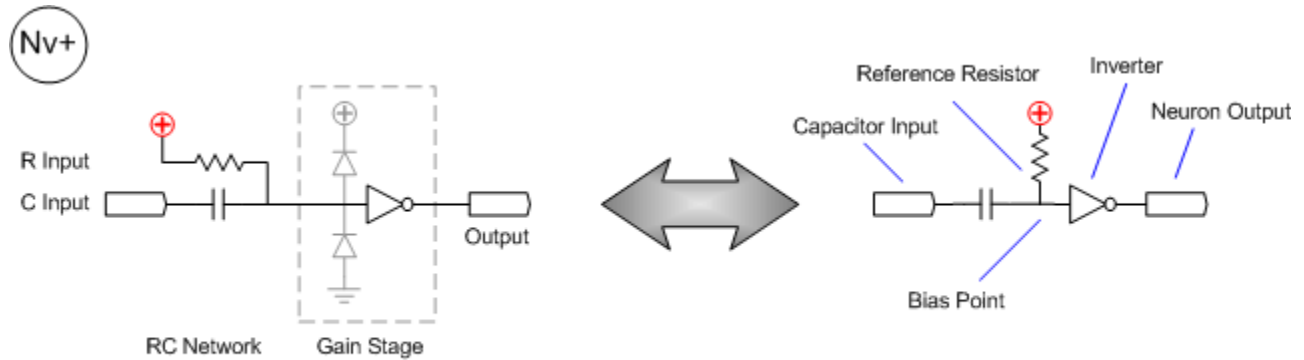 Nv+
Reference Resistor
Inverter
Capacitor Input
Neuron Output
R Input
C Input
Output
Bias Point
RC Network
Gain Stage